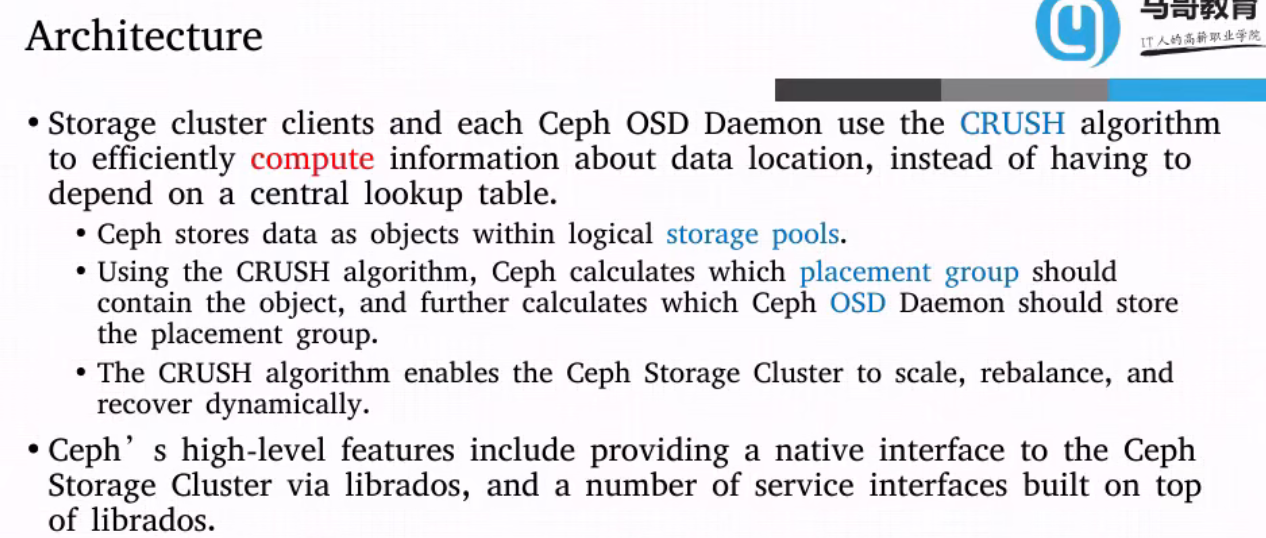 Architecture
马哥教育
IT人的高薪职业学院
• Storage cluster clients and each Ceph OSD Daemon use the CRUSH algorithm
to efficiently compute information about data location, instead of having to
depend on a central lookup table.
• Ceph stores data as objects within logical storage pools.
• Using the CRUSH algorithm, Ceph calculates which placement group should
contain the object, and further calculates which Ceph OSD Daemon should store
the placement group.
• The CRUSH algorithm enables the Ceph Storage Cluster to scale, rebalance, and
recover dynamically.
• Ceph’s high-level features include providing a native interface to the Ceph
Storage Cluster via librados, and a number of service interfaces built on top
of librados.